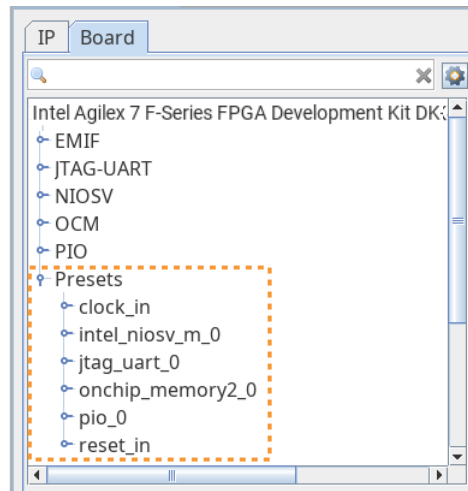 IP Board
Intel Agilex 7 F-Series FPGA Development Kit
EMIF
JTAG-UART
NIOSV
OCM
PIO
Presets
clock_in
intel_niosv_m_0
jtag_uart_0
onchip_memory2_0
pio_0
reset_in